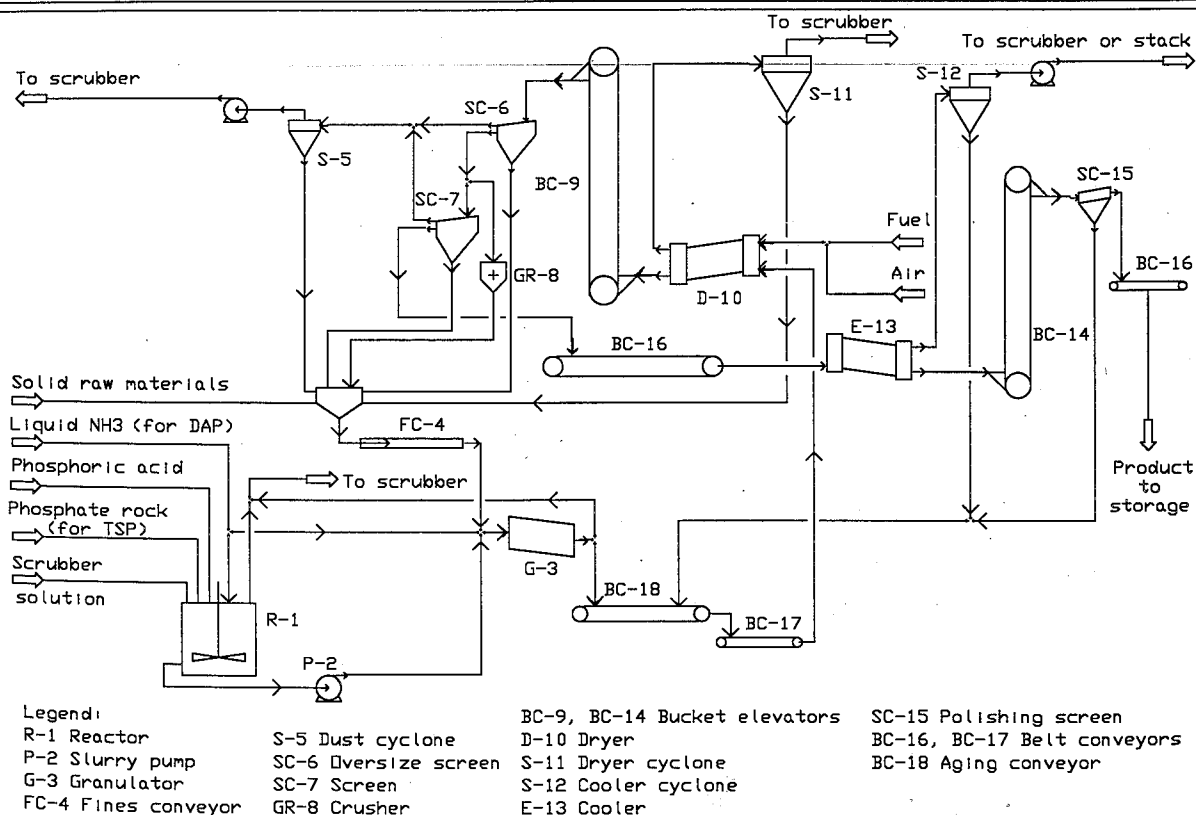 To scrubber
To scrubber or stack
To scrubber
S-12
SC-6
S-11
S-5
SC-15
BC-9
SC-7
Fuel
BC-16
GR-8
Air
D-10
E-13
BC-14
BC-16
Solid raw materials
Liquid NH3 (for DAP)
FC-4
Phosphoric acid
To scrubber
Product
to
storage
Phosphate rock
(for TSP)
Scrubber
solution
G-3
BC-18
R-1
BC-17
P-2
Legend:
R-1 Reactor
P-2 Slurry pump
G-3 Granulator
FC-4 Fines conveyor
S-5 Dust cyclone
SC-6 Oversize screen
SC-7 Screen
GR-8 Crusher
BC-9, BC-14 Bucket elevators
D-10 Dryer
S-11 Dryer cyclone
S-12 Cooler cyclone
E-13 Cooler
SC-15 Polishing screen
BC-16, BC-17 Belt conveyors
BC-18 Aging conveyor